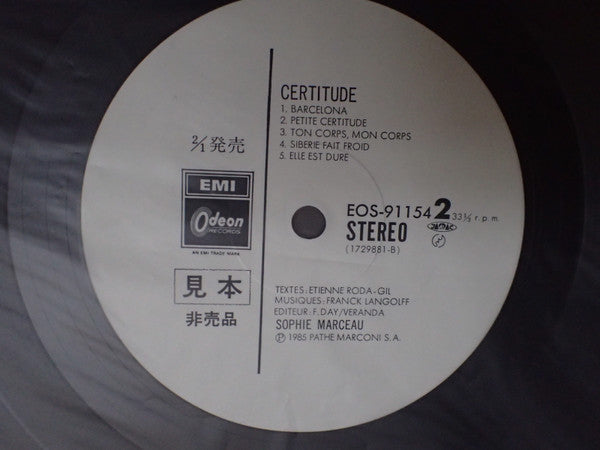 CERTITUDE
1. BARCELONA
2. PETITE CERTITUDE
3. TON CORPS, MON CORPS
4. SIBERIE FAIT FROID
5. ELLE EST DURE
2/1発売
EMI
Odeon
RECORDS
AN EMI TRADE MARK
見本
非売品
EOS-91154 2 33⅓ r.p.m.
STEREO
(1729881-B)
TEXTES: ETIENNE RODA-GIL
MUSIQUES: FRANCK LANGOLFF
EDITEUR: F. DAY/VERANDA
SOPHIE MARCEAU
Ⓟ 1985 PATHE MARCONI S.A.